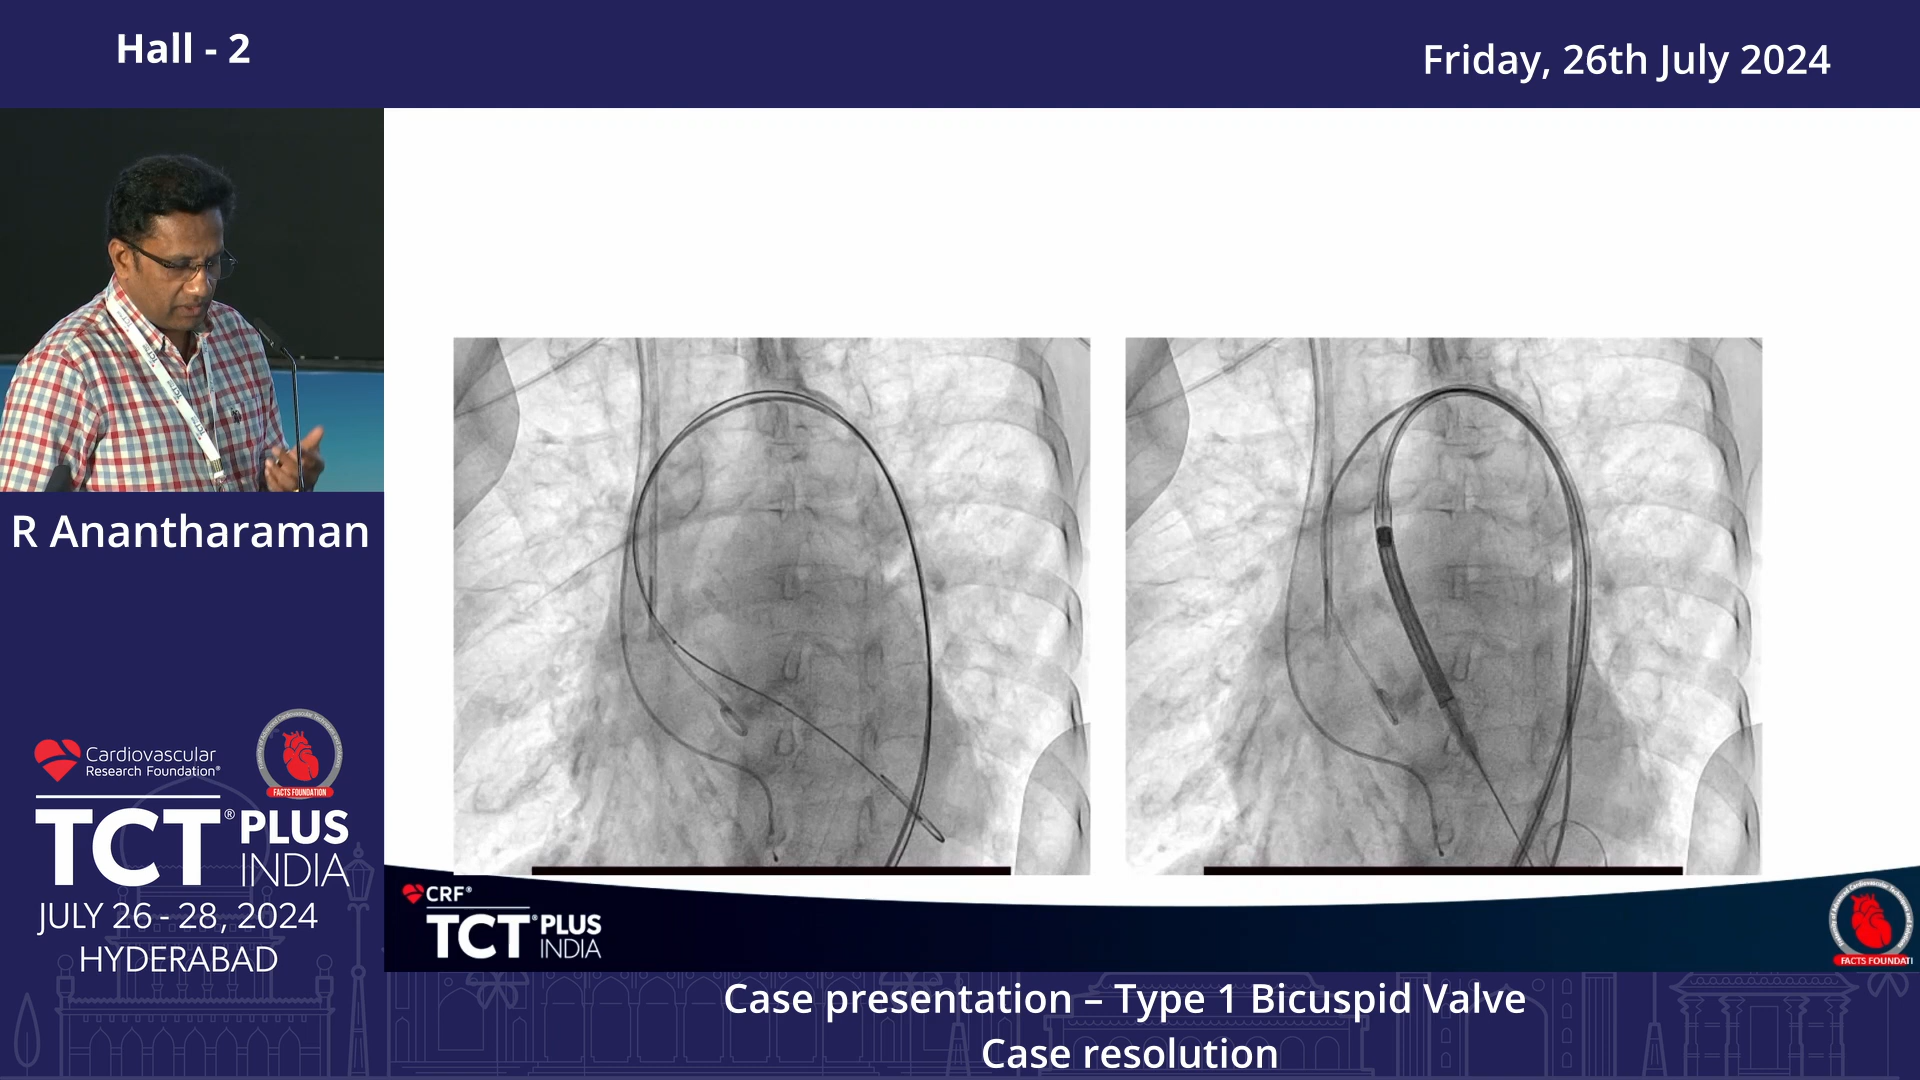 Hall - 2
Friday, 26th July 2024
R Anantharaman
Cardiovascular
Research Foundation®
FACTS FOUNDATION
TCT® PLUS
INDIA
JULY 26 - 28, 2024
HYDERABAD
CRF®
TCT® PLUS
INDIA
FACTS FOUNDATI
Case presentation – Type 1 Bicuspid Valve
Case resolution